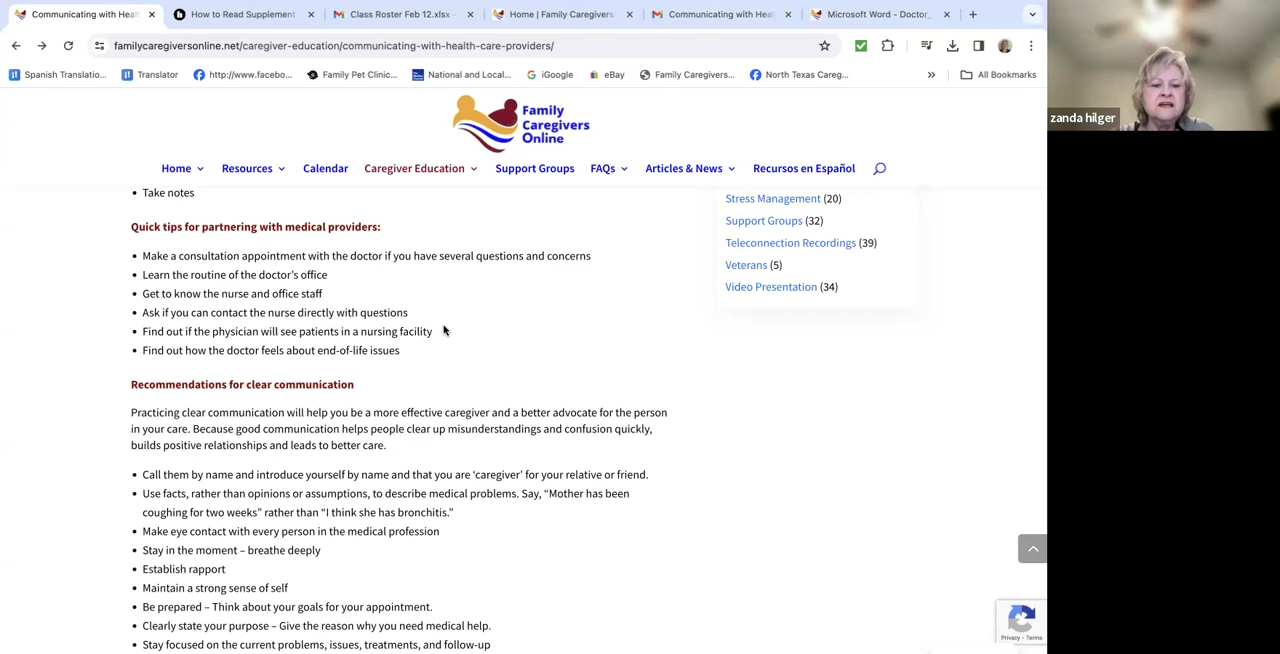 Communicating with Heal
How to Read Supplement
Class Roster Feb 12.xlsx -
Home | Family Caregivers
Communicating with Heal
Microsoft Word - Doctor_
familycaregiversonline.net/caregiver-education/communicating-with-health-care-providers/
Spanish Translatio...
Translator
http://www.facebo...
Family Pet Clinic...
National and Local...
iGoogle
eBay
Family Caregivers...
North Texas Careg...
»
All Bookmarks
zanda hilger
Family
Caregivers
Online
Home
Resources
Calendar
Caregiver Education
Support Groups
FAQs
Articles & News
Recursos en Español
• Take notes
Quick tips for partnering with medical providers:
• Make a consultation appointment with the doctor if you have several questions and concerns
• Learn the routine of the doctor’s office
• Get to know the nurse and office staff
• Ask if you can contact the nurse directly with questions
• Find out if the physician will see patients in a nursing facility
• Find out how the doctor feels about end-of-life issues
Recommendations for clear communication
Practicing clear communication will help you be a more effective caregiver and a better advocate for the person
in your care. Because good communication helps people clear up misunderstandings and confusion quickly,
builds positive relationships and leads to better care.
• Call them by name and introduce yourself by name and that you are ‘caregiver’ for your relative or friend.
• Use facts, rather than opinions or assumptions, to describe medical problems. Say, “Mother has been
coughing for two weeks” rather than “I think she has bronchitis.”
• Make eye contact with every person in the medical profession
• Stay in the moment – breathe deeply
• Establish rapport
• Maintain a strong sense of self
• Be prepared – Think about your goals for your appointment.
• Clearly state your purpose – Give the reason why you need medical help.
• Stay focused on the current problems, issues, treatments, and follow-up
Stress Management (20)
Support Groups (32)
Teleconnection Recordings (39)
Veterans (5)
Video Presentation (34)
Privacy - Terms